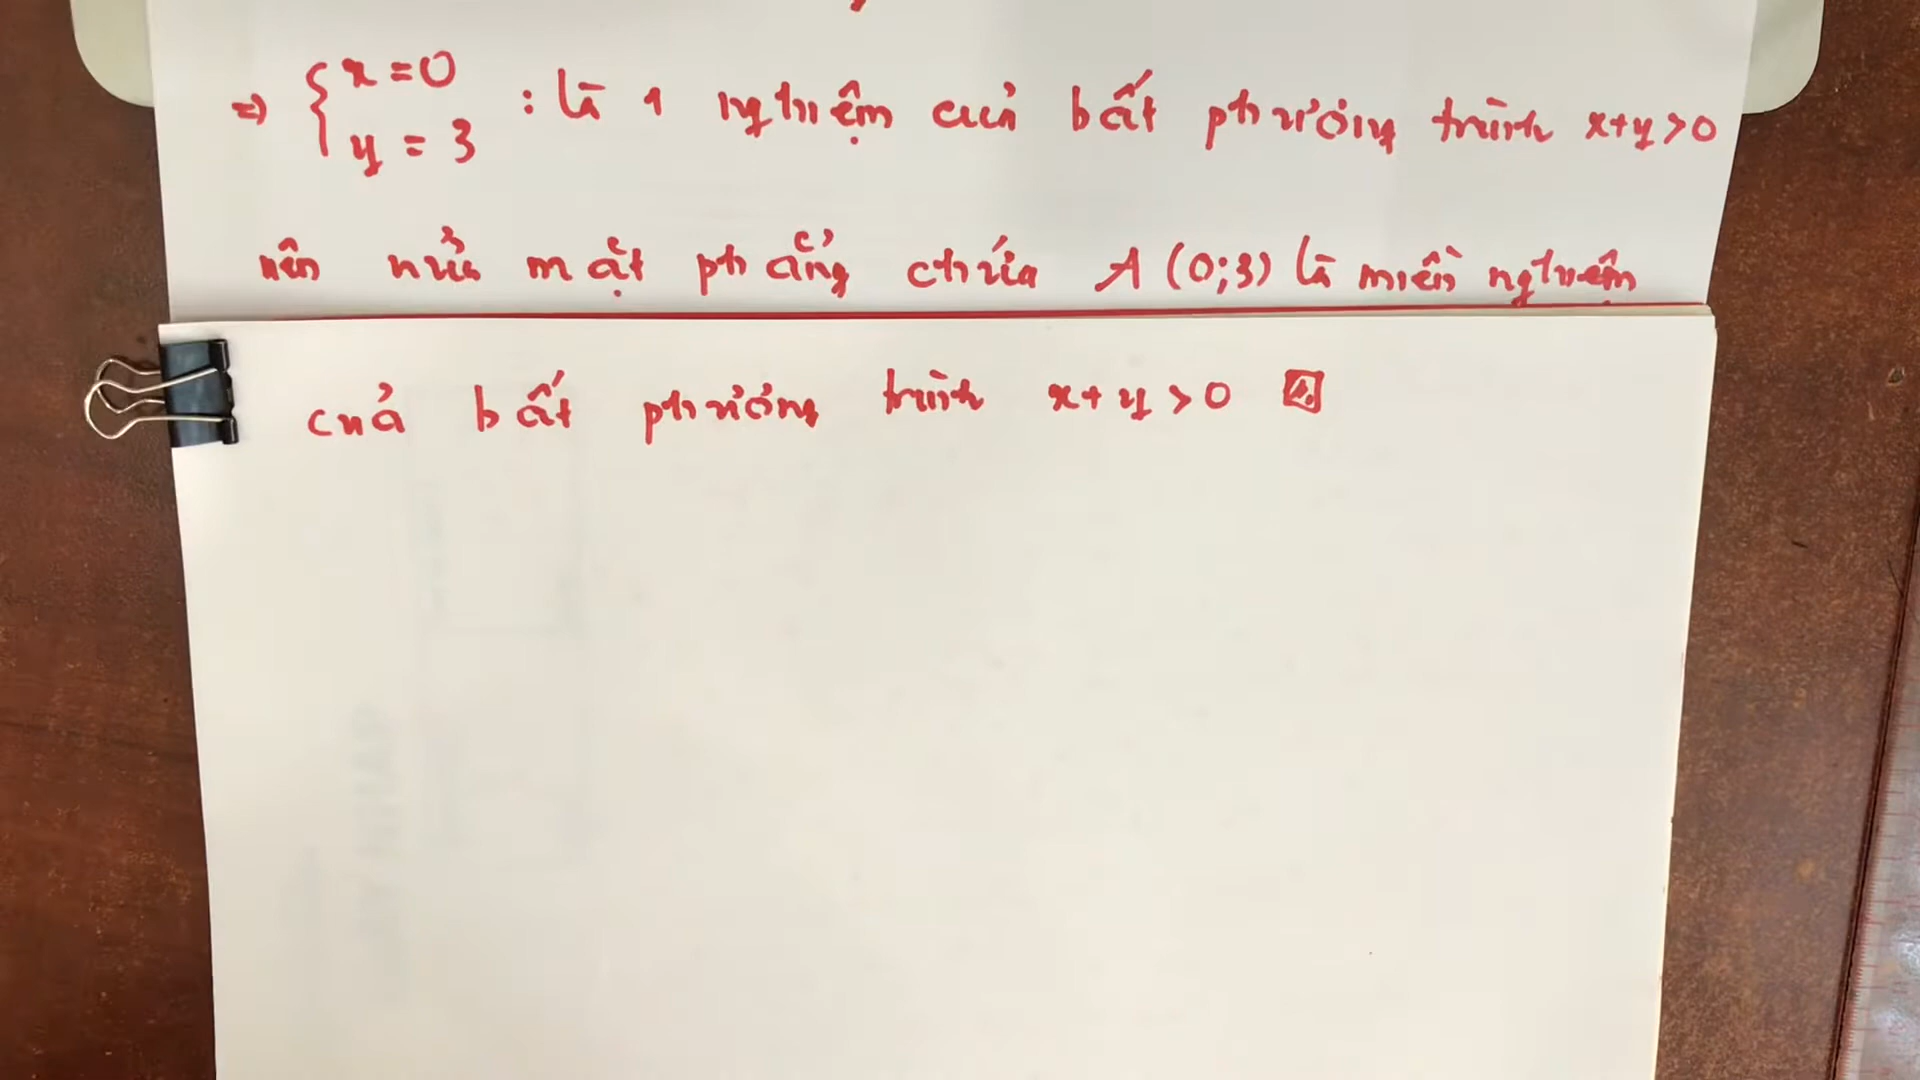 ⇒ { x = 0
y = 3 : là 1 nghiệm của bất phương trình x+y>0
nên nửa mặt phẳng chứa A (0;3) là miền nghiệm
của bất phương trình x+y>0